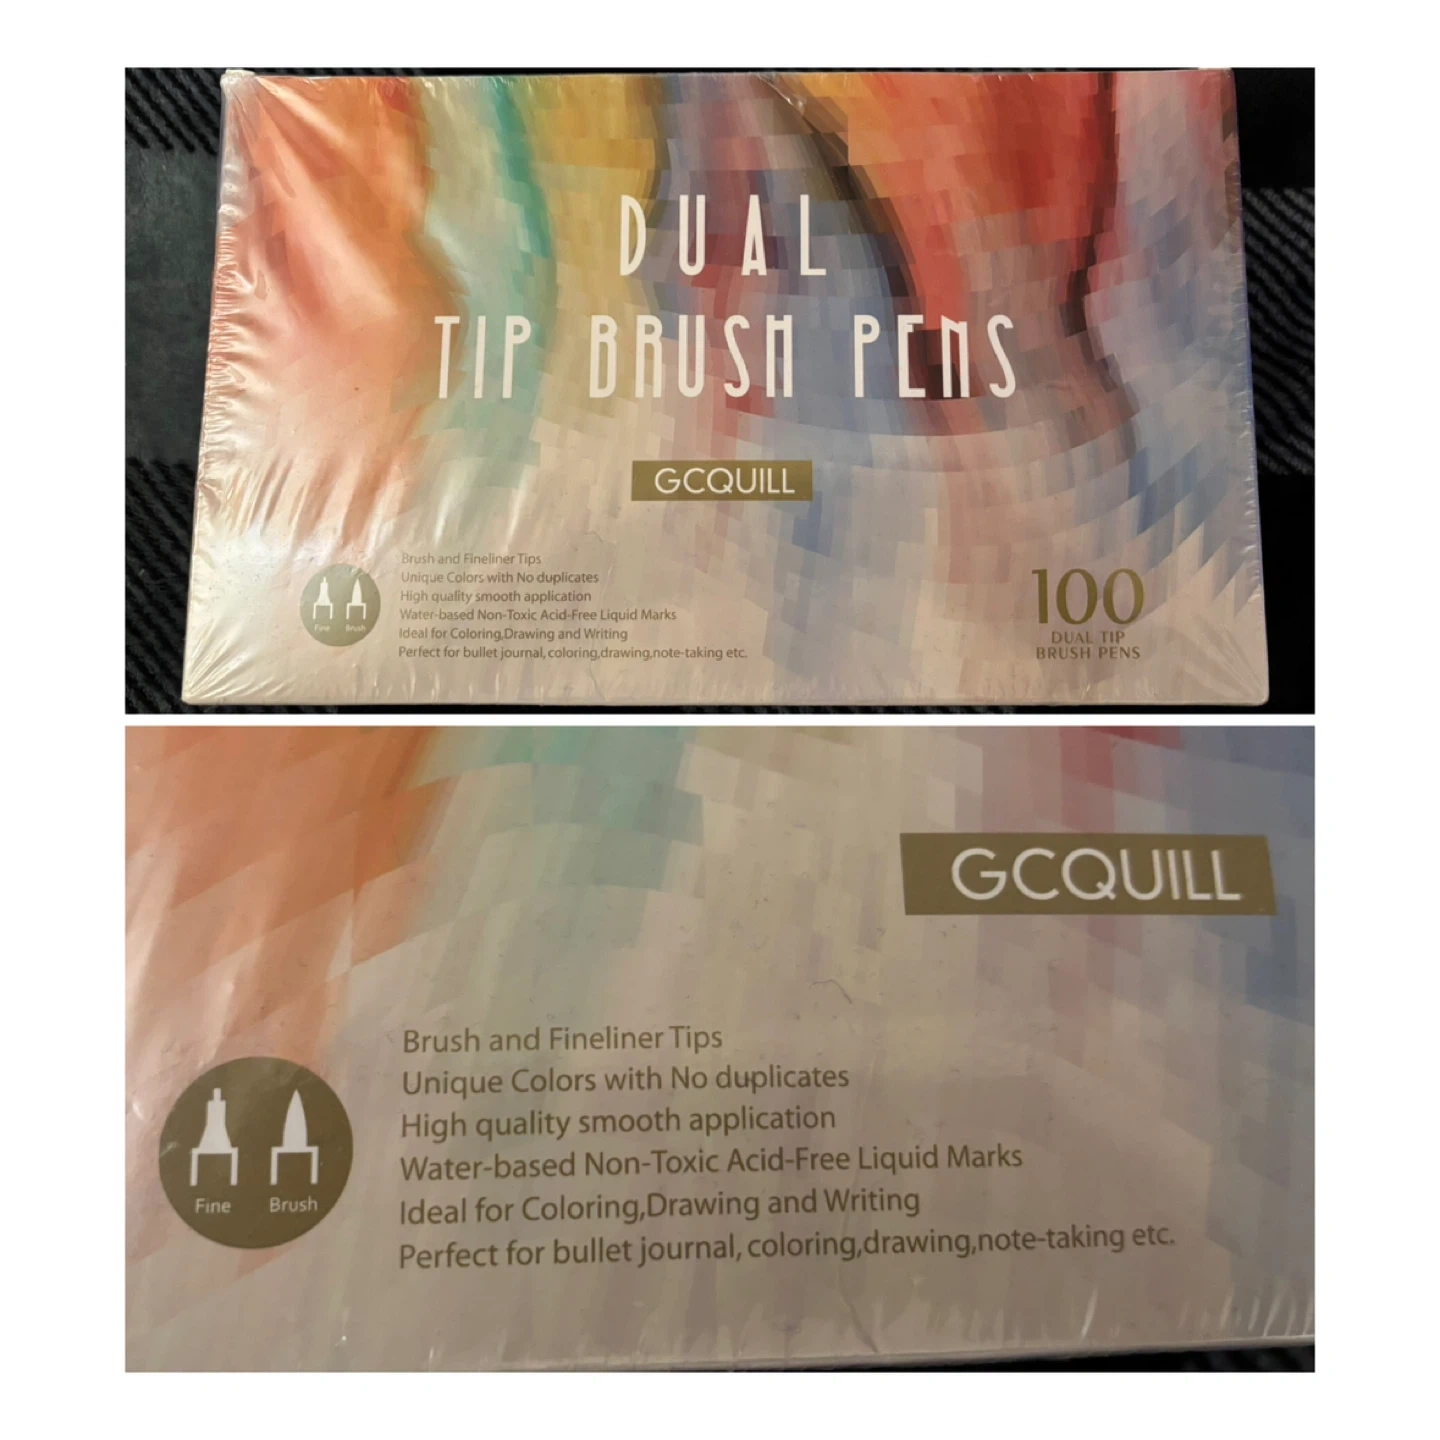 DUAL
TIP BRUSH PENS
GCQUILL
Brush and Fineliner Tips
Unique Colors with No duplicates
High quality smooth application
Water-based Non-Toxic Acid-Free Liquid Marks
Ideal for Coloring,Drawing and Writing
Perfect for bullet journal, coloring,drawing,note-taking etc.
Fine Brush
100
DUAL TIP
BRUSH PENS
GCQUILL
Brush and Fineliner Tips
Unique Colors with No duplicates
High quality smooth application
Water-based Non-Toxic Acid-Free Liquid Marks
Ideal for Coloring,Drawing and Writing
Perfect for bullet journal, coloring,drawing,note-taking etc.
Fine Brush